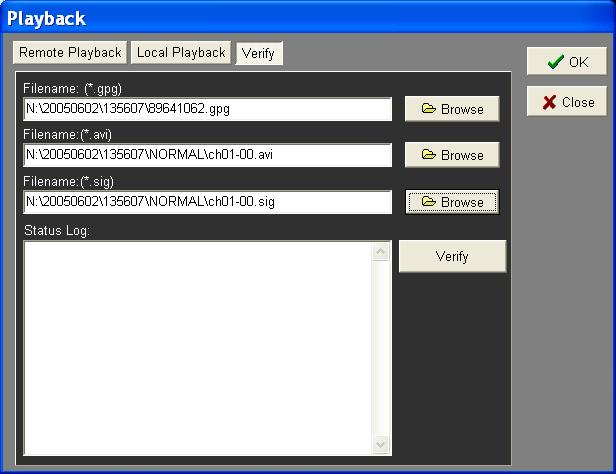 Playback
Remote Playback Local Playback Verify
OK
Close
Filename: (*.gpg)
N:\20050602\135607\89641062.gpg Browse
Filename:(*.avi)
N:\20050602\135607\NORMAL\ch01-00.avi Browse
Filename:(*.sig)
N:\20050602\135607\NORMAL\ch01-00.sig Browse
Status Log:
Verify